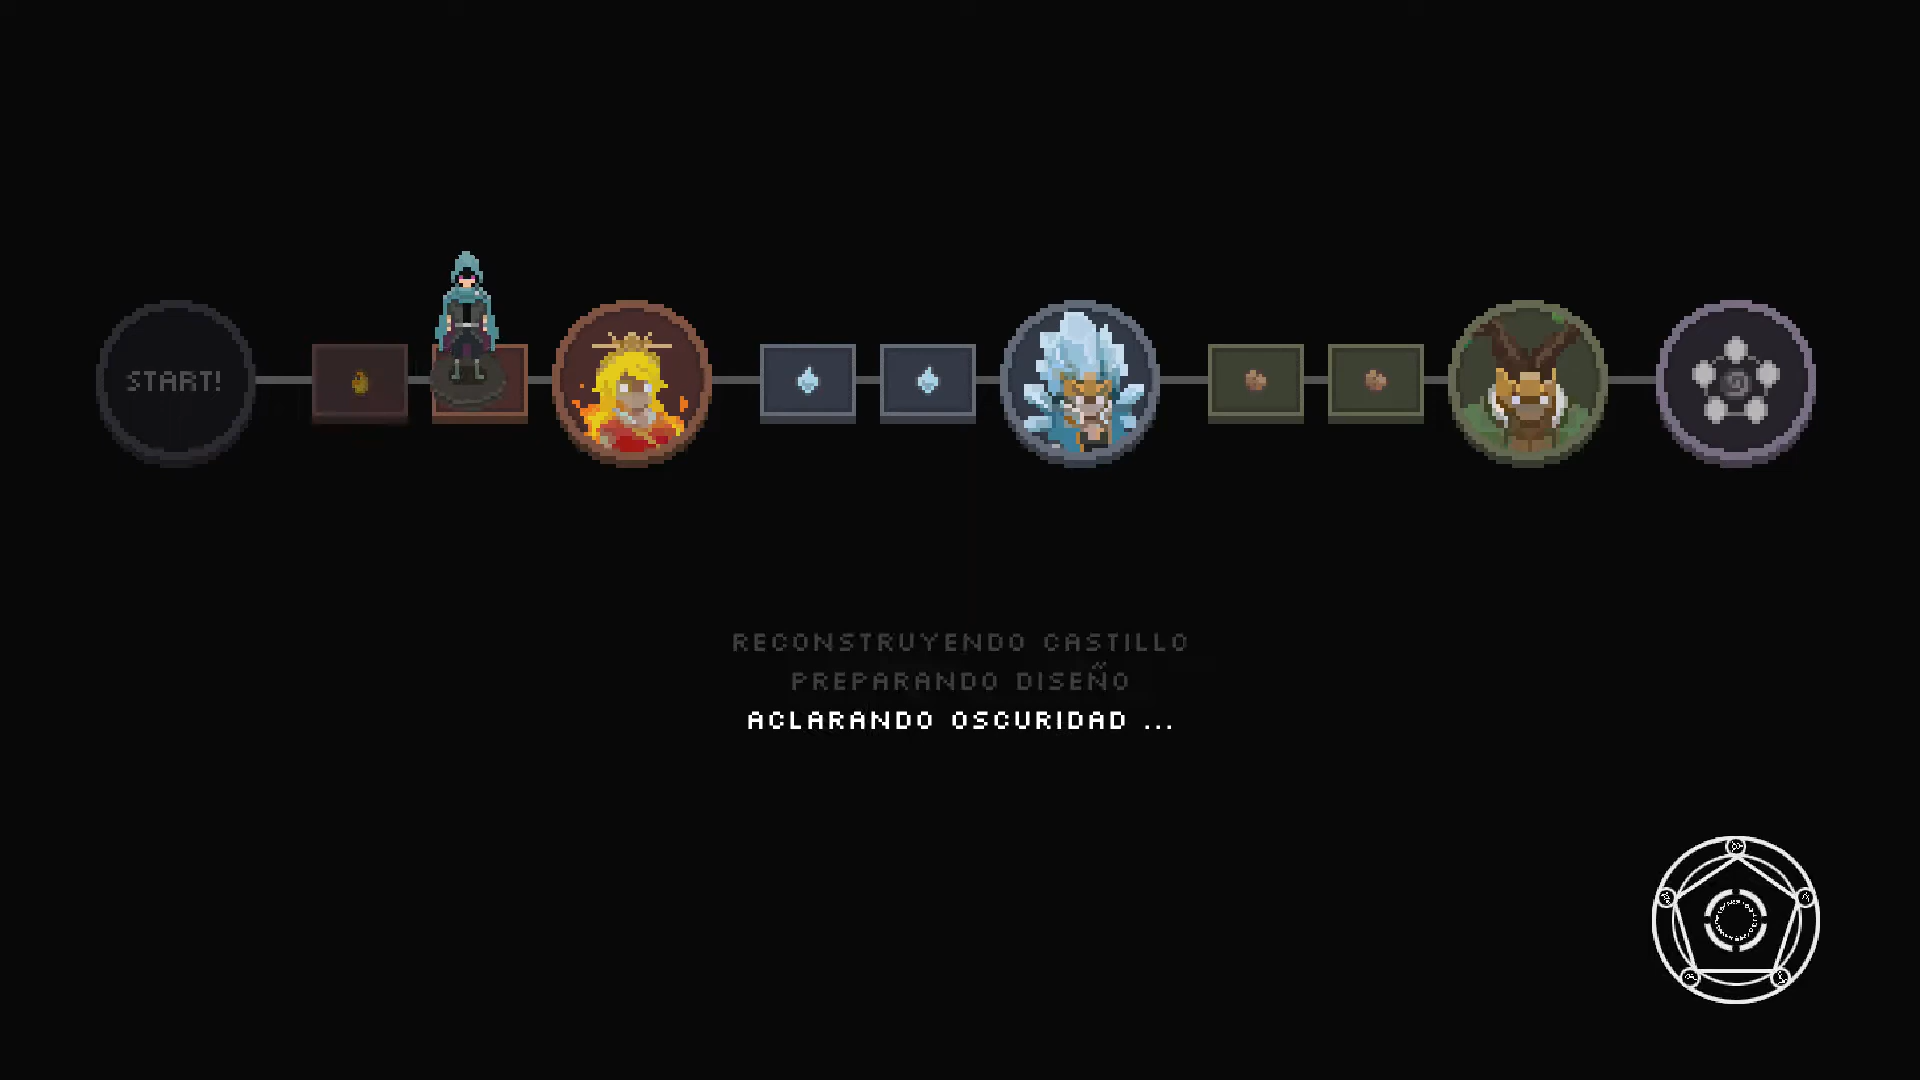 START!
RECONSTRUYENDO CASTILLO
PREPARANDO DISEÑO
ACLARANDO OSCURIDAD ...